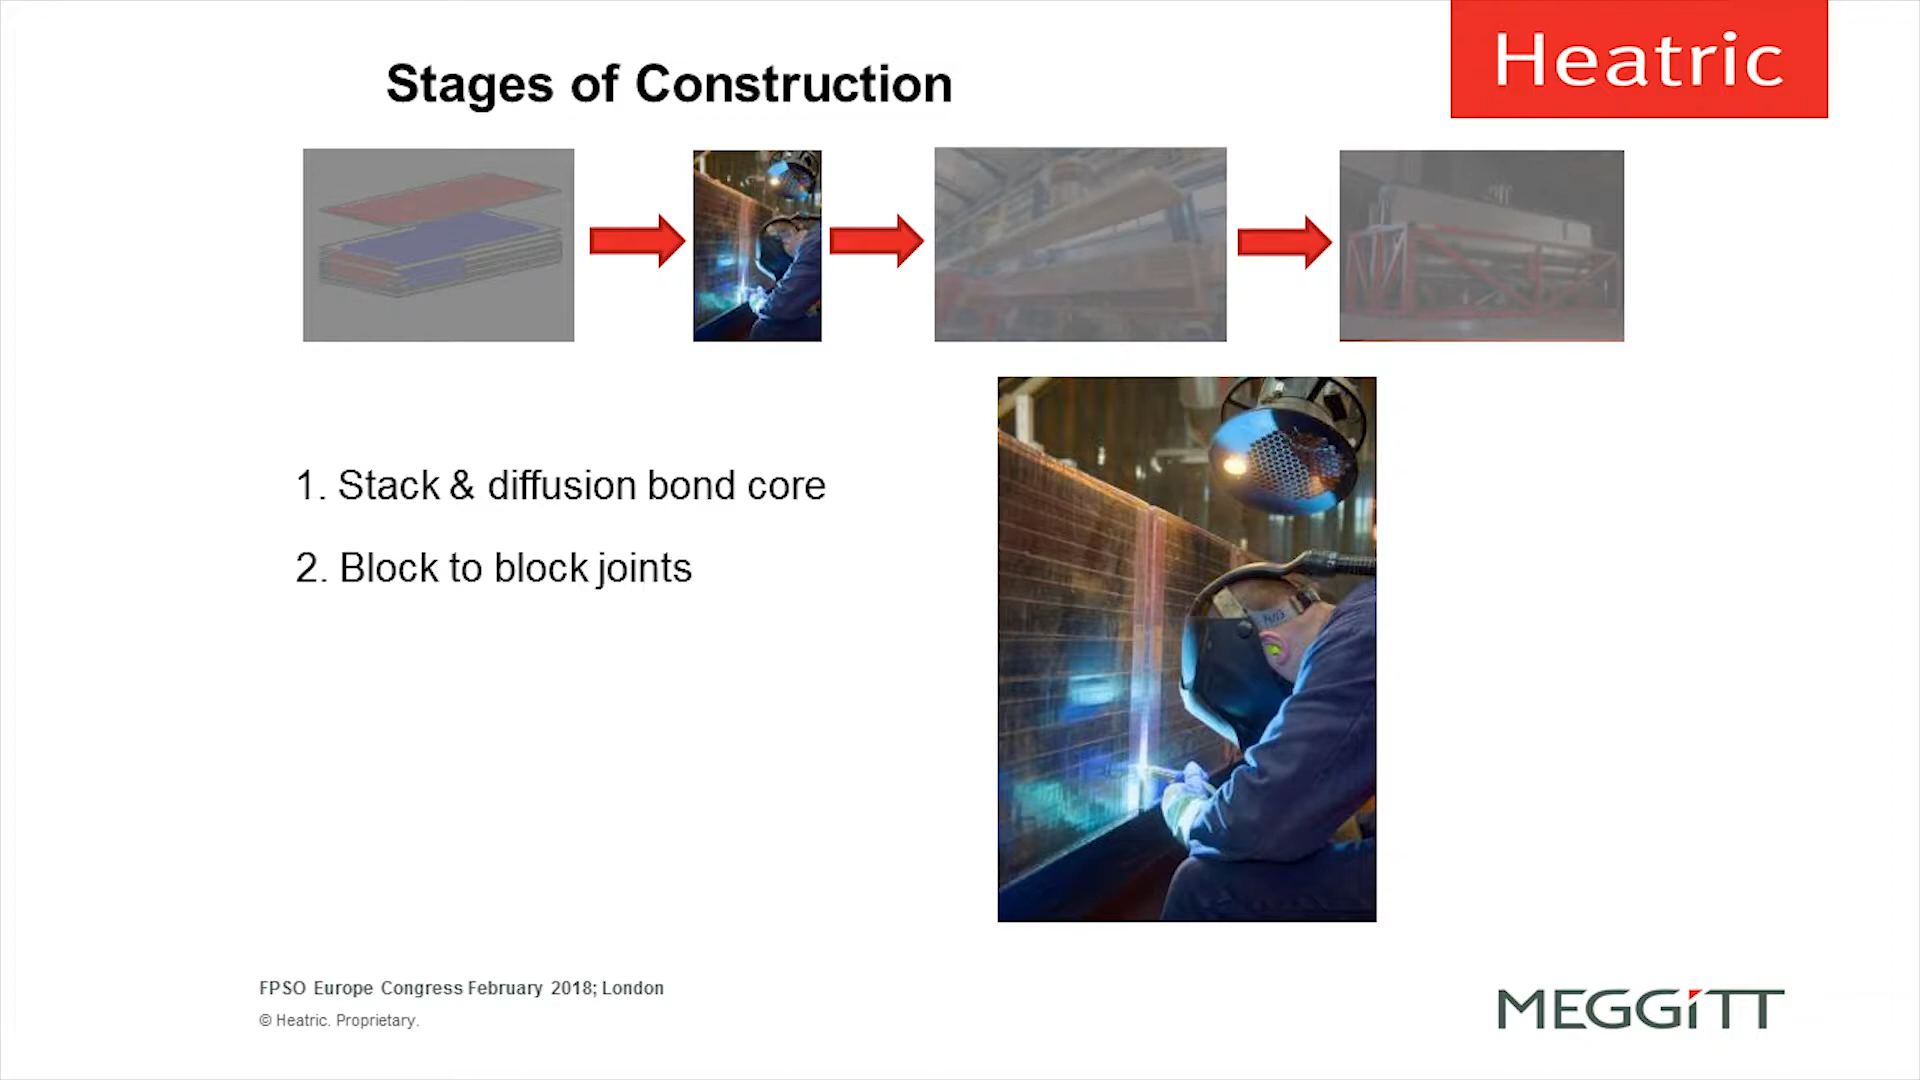 Heatric
Stages of Construction
1. Stack & diffusion bond core
2. Block to block joints
FPSO Europe Congress February 2018; London
© Heatric. Proprietary.
MEGGiTT